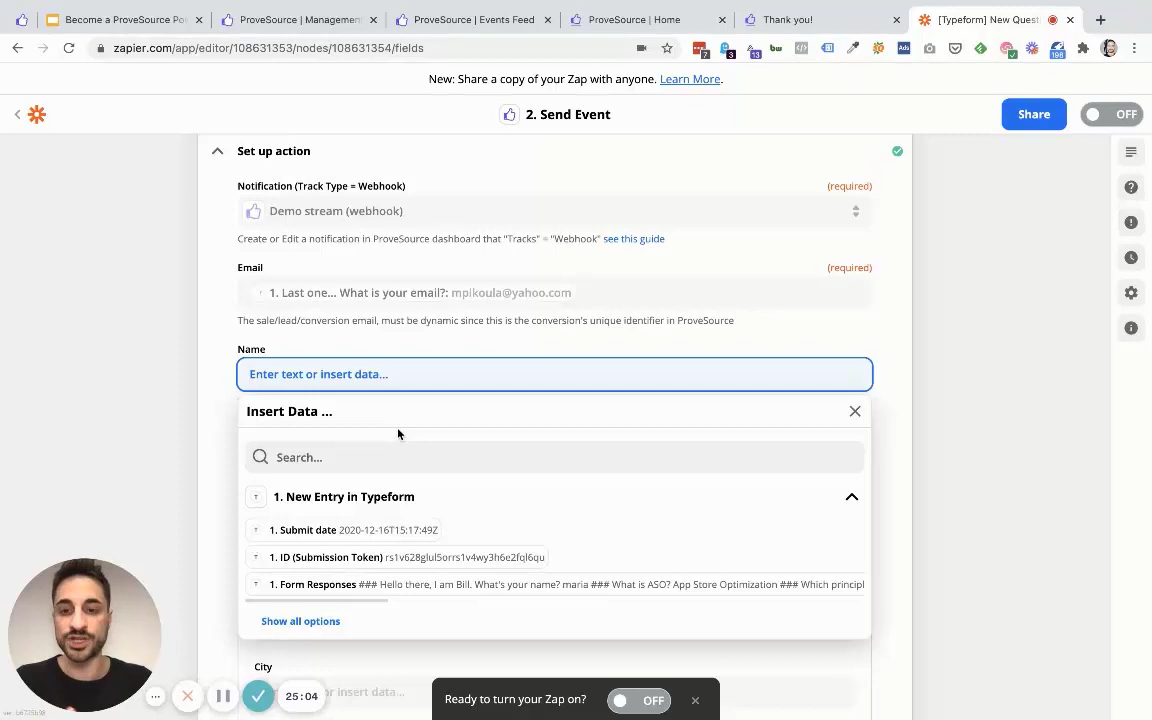 Become a ProveSource Po
ProveSource | Managemen
ProveSource | Events Feed
ProveSource | Home
Thank you!
[Typeform] New Questi
zapier.com/app/editor/108631353/nodes/108631354/fields
7
3
13
bw
Ads
198
New: Share a copy of your Zap with anyone. Learn More.
2. Send Event
Share
OFF
Set up action
Notification (Track Type = Webhook)
(required)
Demo stream (webhook)
Create or Edit a notification in ProveSource dashboard that "Tracks" = "Webhook" see this guide
Email
(required)
1. Last one... What is your email?: mpikoula@yahoo.com
The sale/lead/conversion email, must be dynamic since this is the conversion's unique identifier in ProveSource
Name
Enter text or insert data...
Insert Data ...
Search...
1. New Entry in Typeform
1. Submit date 2020-12-16T15:17:49Z
1. ID (Submission Token) rs1v628glul5orrs1v4wy3h6e2fql6qu
1. Form Responses ### Hello there, I am Bill. What's your name? maria ### What is ASO? App Store Optimization ### Which principl
Show all options
City
or insert data...
25:04
Ready to turn your Zap on?
OFF